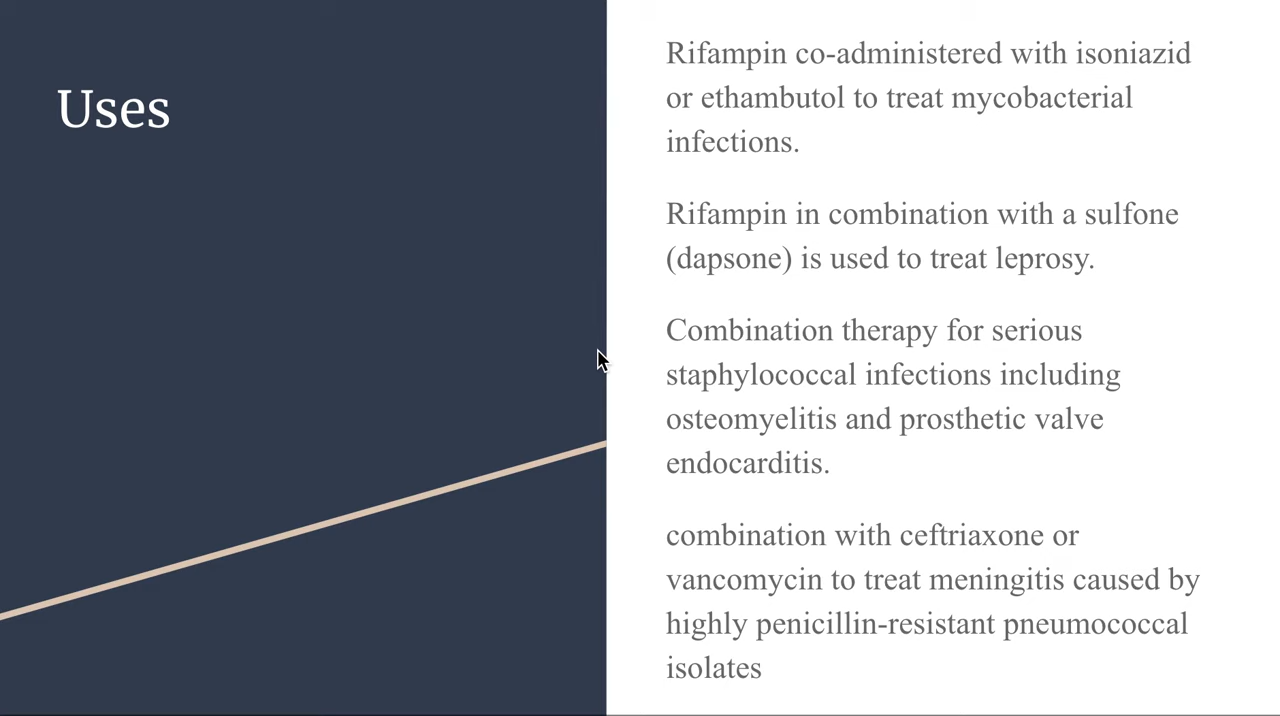 Uses
Rifampin co-administered with isoniazid
or ethambutol to treat mycobacterial
infections.
Rifampin in combination with a sulfone
(dapsone) is used to treat leprosy.
Combination therapy for serious
staphylococcal infections including
osteomyelitis and prosthetic valve
endocarditis.
combination with ceftriaxone or
vancomycin to treat meningitis caused by
highly penicillin-resistant pneumococcal
isolates